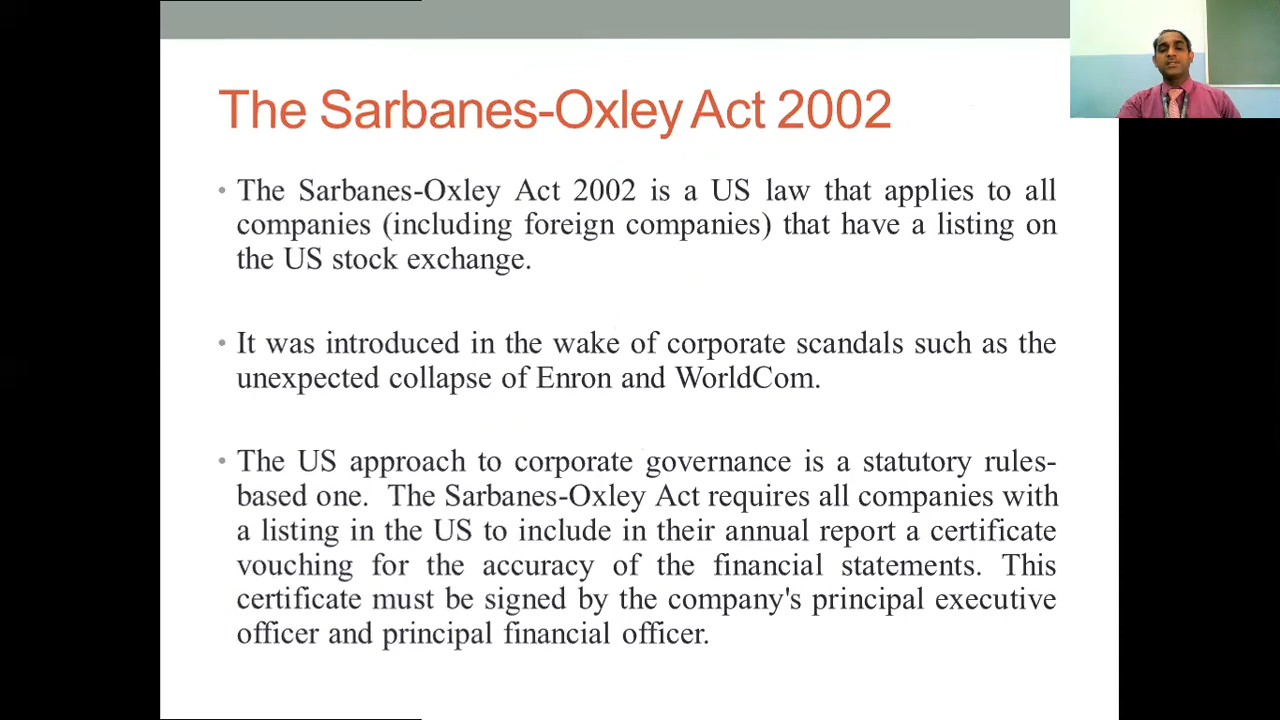 The Sarbanes-Oxley Act 2002
• The Sarbanes-Oxley Act 2002 is a US law that applies to all
companies (including foreign companies) that have a listing on
the US stock exchange.
• It was introduced in the wake of corporate scandals such as the
unexpected collapse of Enron and WorldCom.
• The US approach to corporate governance is a statutory rules-
based one. The Sarbanes-Oxley Act requires all companies with
a listing in the US to include in their annual report a certificate
vouching for the accuracy of the financial statements. This
certificate must be signed by the company's principal executive
officer and principal financial officer.